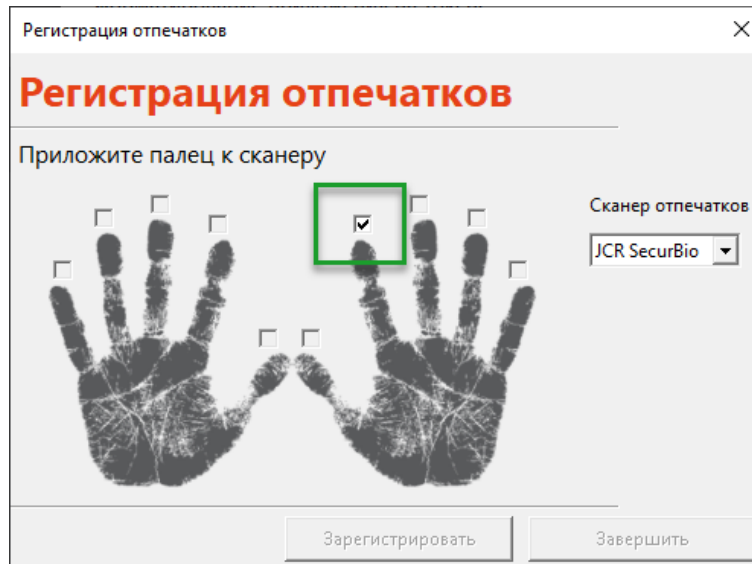 Регистрация отпечатков
Регистрация отпечатков
Приложите палец к сканеру
Сканер отпечатков
JCR SecurBio
Зарегистрировать
Завершить